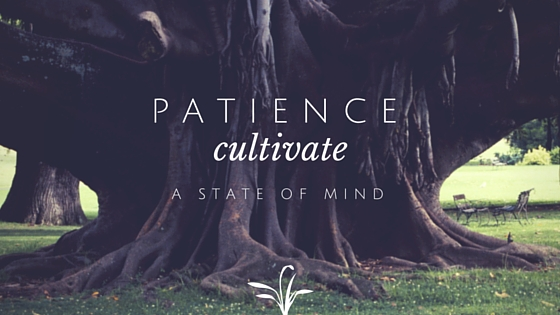 PATIENCE
cultivate
A STATE OF MIND